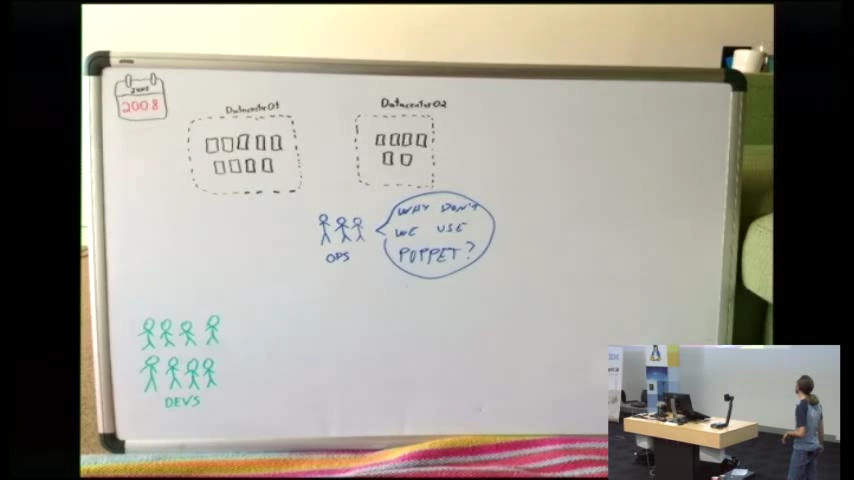 JUNE
2008
Datacenter01
Datacenter02
WHY DON'T
WE USE
PUPPET?
OPS
DEVS